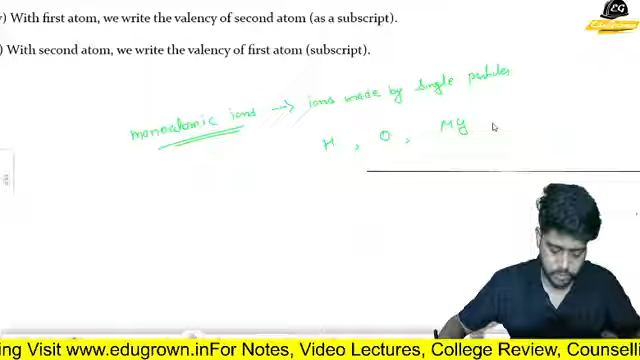 v) With first atom, we write the valency of second atom (as a subscript).
) With second atom, we write the valency of first atom (subscript).
monoatomic ions → ions made by single particles
H , O , Mg
EG
Edugrown
ing Visit www.edugrown.inFor Notes, Video Lectures, College Review, Counselli